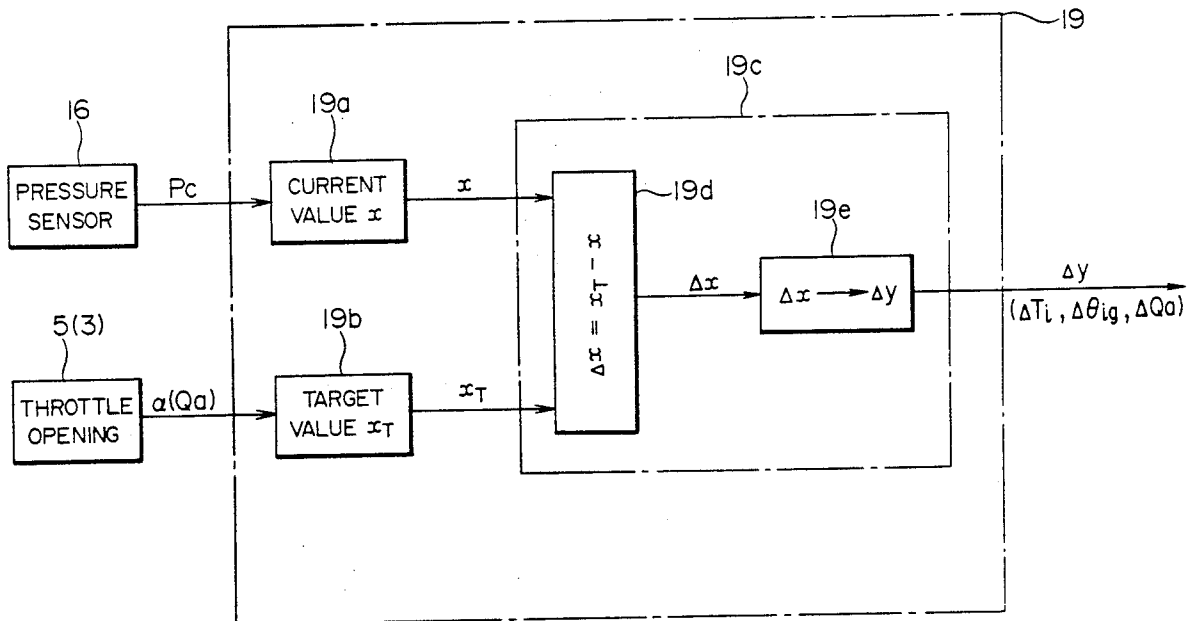 19
19c
16
19a
PRESSURE
SENSOR
Pc
CURRENT
VALUE x
x
19d
Δx = x_T − x
Δx
19e
Δx → Δy
Δy
(ΔTi, Δθig, ΔQa)
5(3)
THROTTLE
OPENING
α(Qa)
19b
TARGET
VALUE x_T
x_T